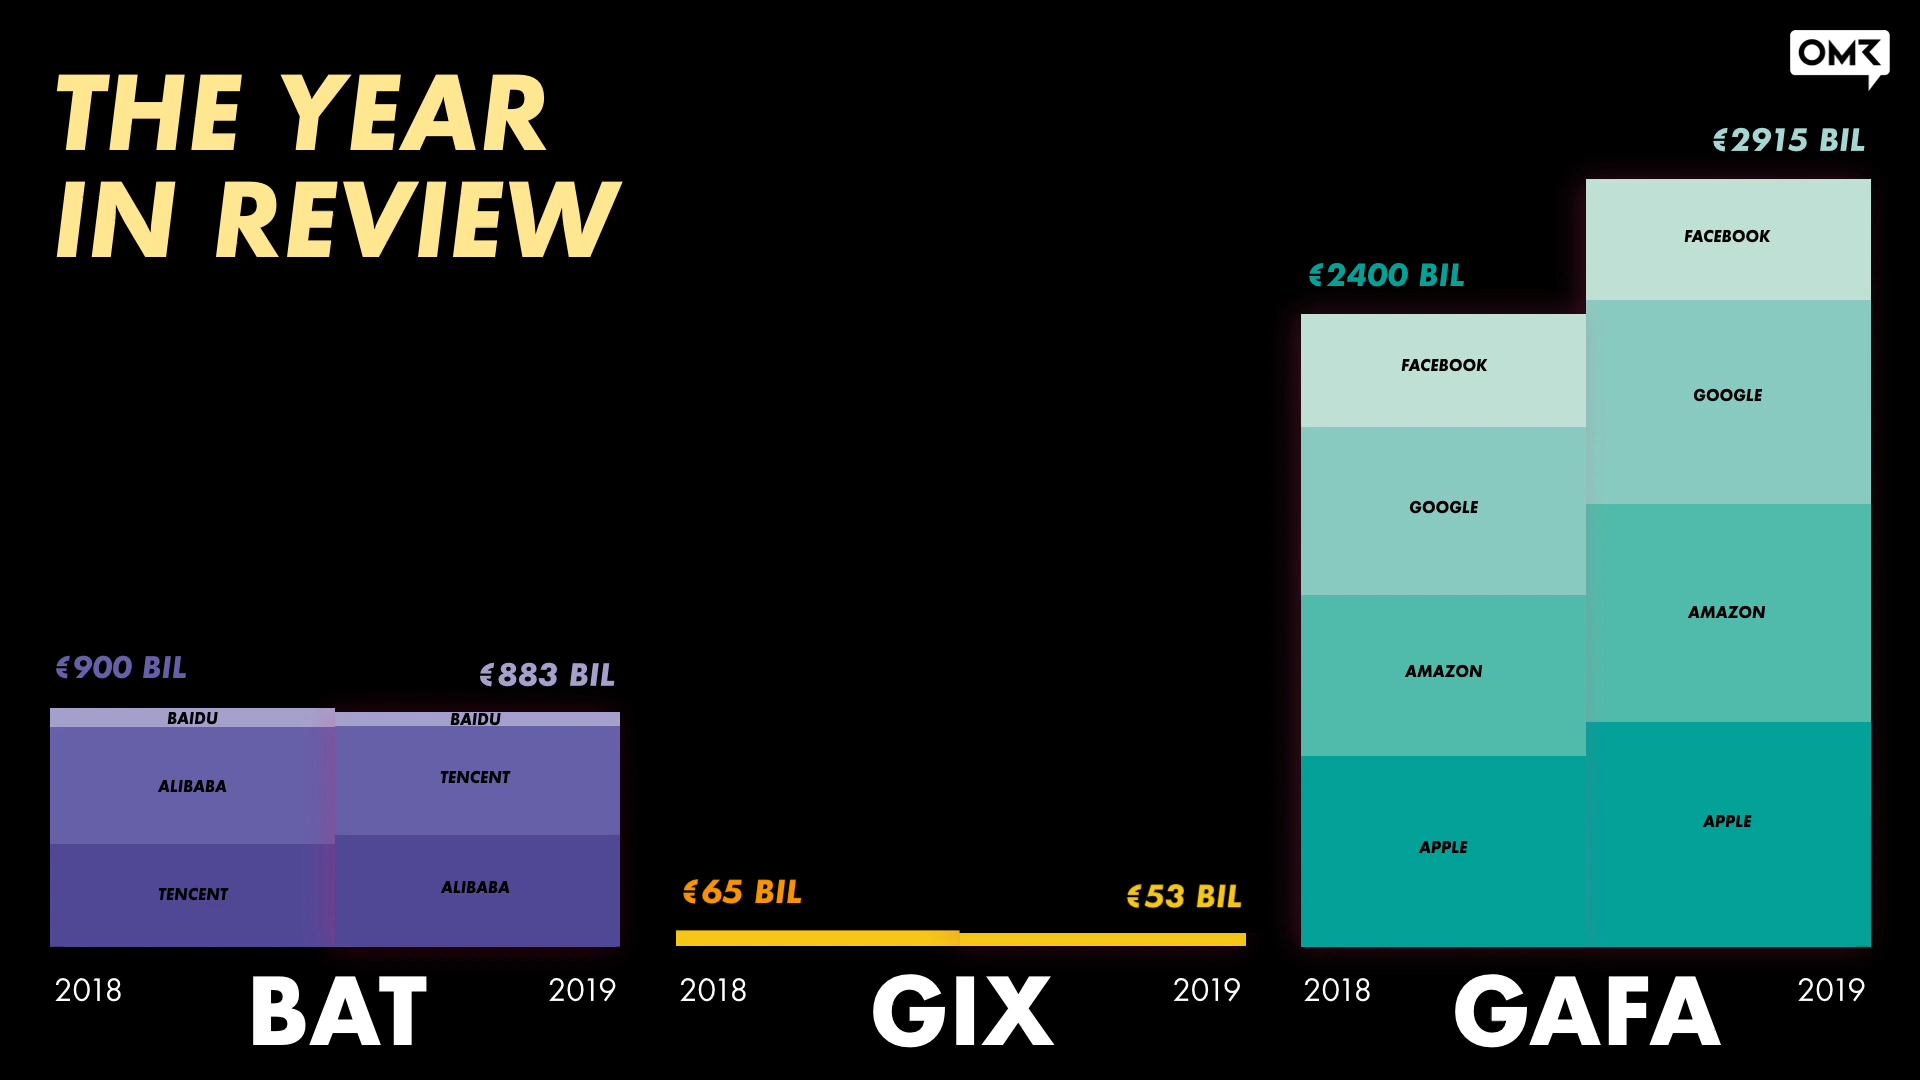 THE YEAR
IN REVIEW
OMR
€900 BIL
€883 BIL
BAIDU
ALIBABA
TENCENT
BAIDU
TENCENT
ALIBABA
2018
BAT
2019
€65 BIL
€53 BIL
2018
GIX
2019
€2400 BIL
€2915 BIL
FACEBOOK
GOOGLE
AMAZON
APPLE
FACEBOOK
GOOGLE
AMAZON
APPLE
2018
GAFA
2019